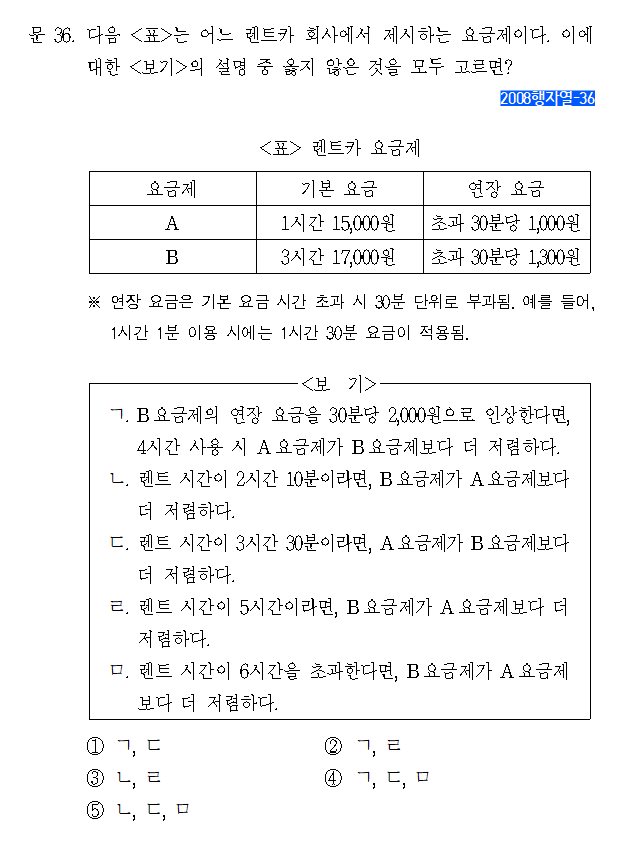 문 36. 다음 <표>는 어느 렌트카 회사에서 제시하는 요금제이다. 이에
대한 <보기>의 설명 중 옳지 않은 것을 모두 고르면?
2008행자열-36
<표> 렌트카 요금제
요금제 기본 요금 연장 요금
A 1시간 15,000원 초과 30분당 1,000원
B 3시간 17,000원 초과 30분당 1,300원
※ 연장 요금은 기본 요금 시간 초과 시 30분 단위로 부과됨. 예를 들어,
1시간 1분 이용 시에는 1시간 30분 요금이 적용됨.
<보 기>
ㄱ. B요금제의 연장 요금을 30분당 2,000원으로 인상한다면,
4시간 사용 시 A요금제가 B요금제보다 더 저렴하다.
ㄴ. 렌트 시간이 2시간 10분이라면, B요금제가 A요금제보다
더 저렴하다.
ㄷ. 렌트 시간이 3시간 30분이라면, A요금제가 B요금제보다
더 저렴하다.
ㄹ. 렌트 시간이 5시간이라면, B요금제가 A요금제보다 더
저렴하다.
ㅁ. 렌트 시간이 6시간을 초과한다면, B요금제가 A요금제
보다 더 저렴하다.
① ㄱ, ㄷ ② ㄱ, ㄹ
③ ㄴ, ㄹ ④ ㄱ, ㄷ, ㅁ
⑤ ㄴ, ㄷ, ㅁ